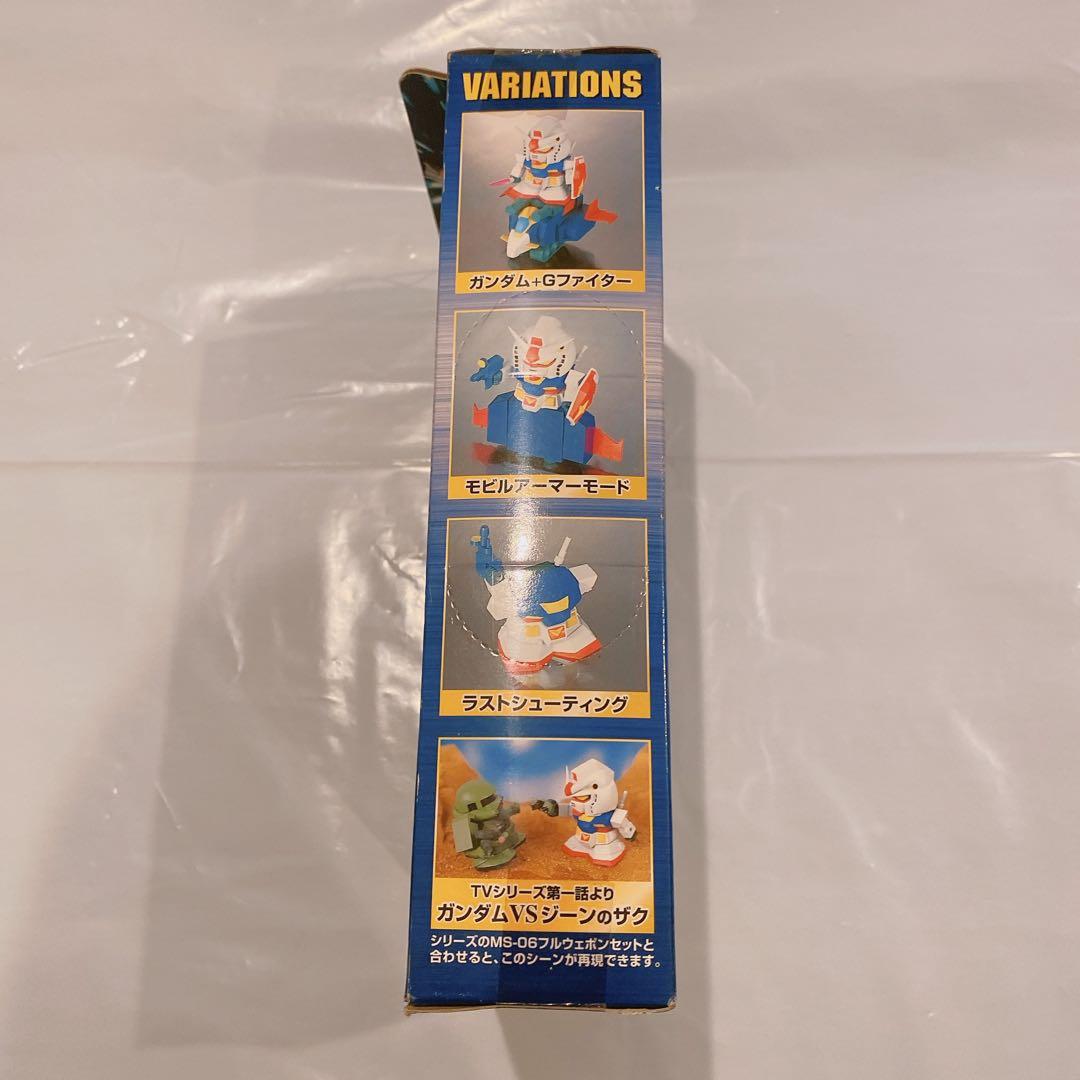 VARIATIONS
ガンダム+Gファイター
モビルアーマーモード
ラストシューティング
TVシリーズ第一話より
ガンダムVSジーンのザク
シリーズのMS-06フルウェポンセットと
合わせると、このシーンが再現できます。